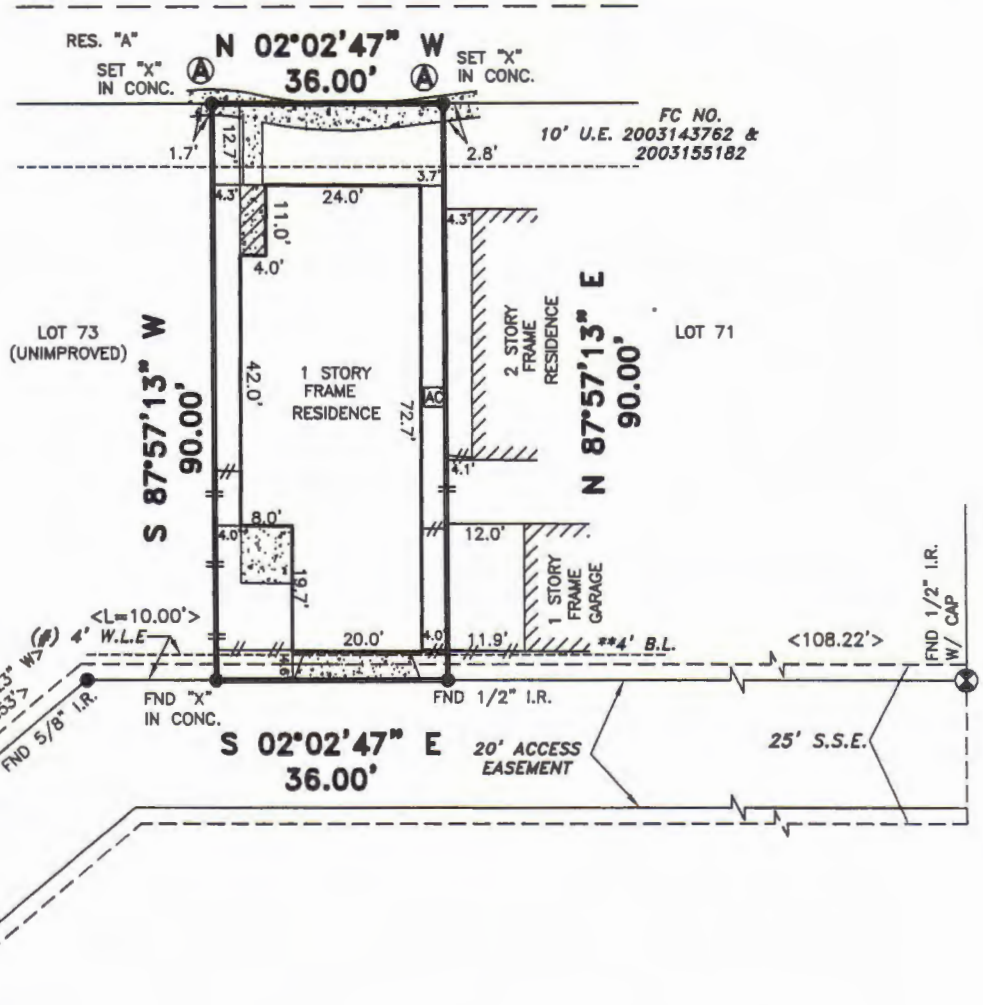 RES. "A"
N 02°02'47" W
36.00'
SET "X"
IN CONC.
A
A
SET "X"
IN CONC.
FC NO.
10' U.E. 2003143762 &
2003155182
1.7'
12.7'
2.8'
3.7'
4.3'
24.0'
11.0'
4.0'
4.3'
LOT 73
(UNIMPROVED)
S 87°57'13" W
90.00'
42.0'
1 STORY
FRAME
RESIDENCE
72.7'
AC
2 STORY
FRAME
RESIDENCE
N 87°57'13" E
90.00'
LOT 71
4.1'
8.0'
4.0'
19.7'
12.0'
1 STORY
FRAME
GARAGE
<L=10.00'>
(#) 4' W.L.E
20.0'
4.0'
11.9'
**4' B.L.
<108.22'>
FND 1/2" I.R.
W/ CAP
4.6'
3" W>
53'>
FND 5/8" I.R.
FND "X"
IN CONC.
FND 1/2" I.R.
S 02°02'47" E
36.00'
20' ACCESS
EASEMENT
25' S.S.E.